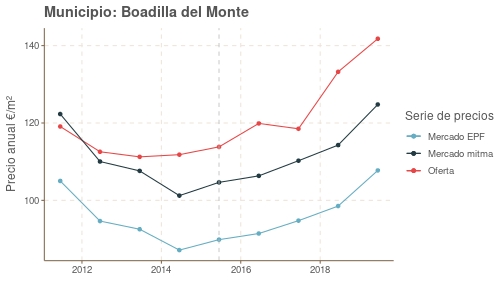 Municipio: Boadilla del Monte
Precio anual €/m²
140
120
100
2012
2014
2016
2018
Serie de precios
Mercado EPF
Mercado mitma
Oferta